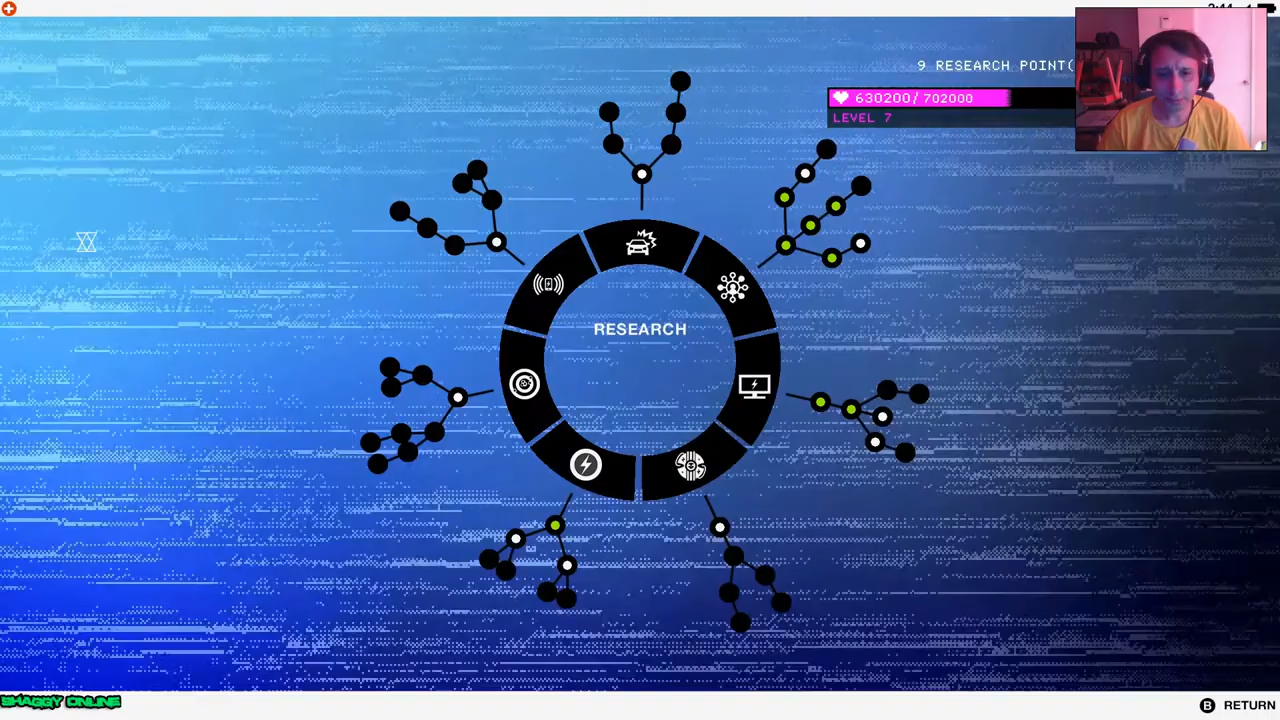 9 RESEARCH POINT(
630200/702000
LEVEL 7
RESEARCH
SHAGGY ONLINE
B RETURN